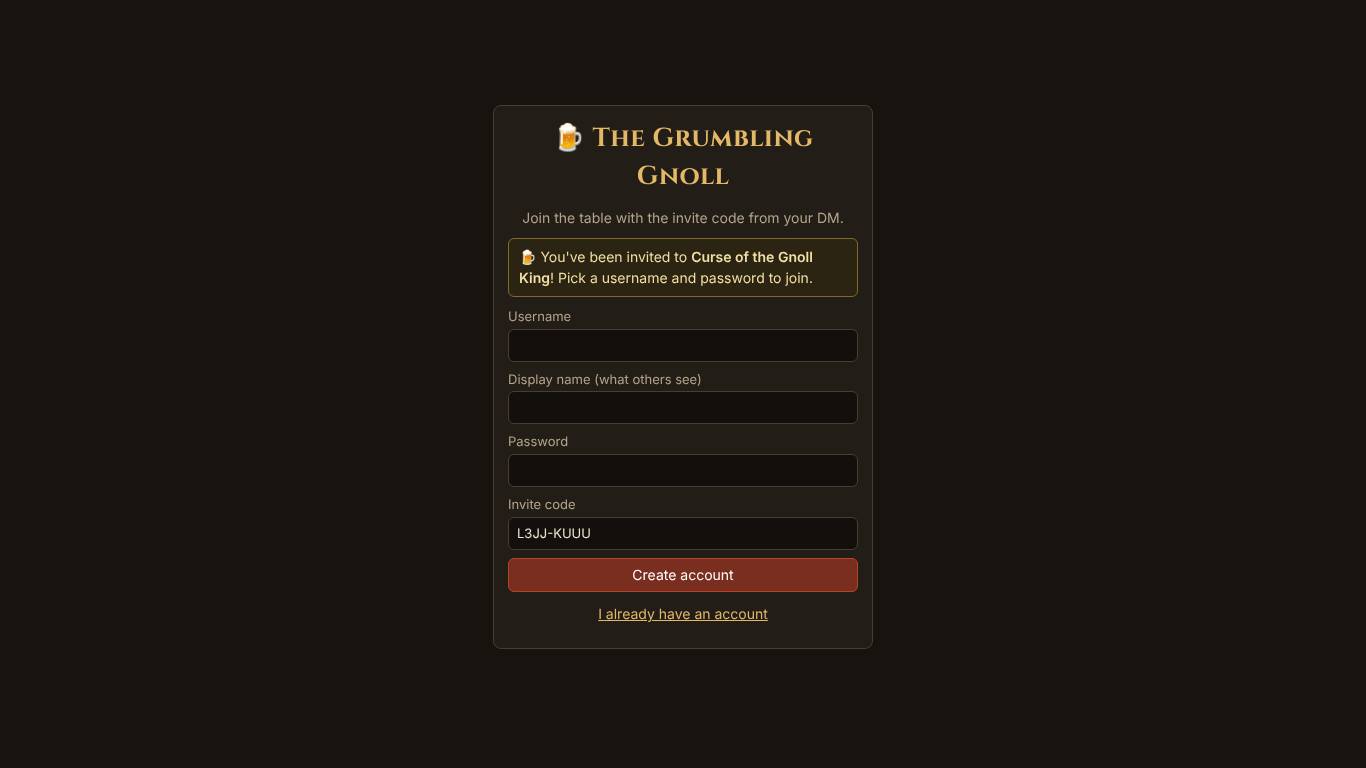 🍺 The Grumbling
Gnoll
Join the table with the invite code from your DM.
🍺 You've been invited to Curse of the Gnoll
King! Pick a username and password to join.
Username
Display name (what others see)
Password
Invite code
L3JJ-KUUU
Create account
I already have an account